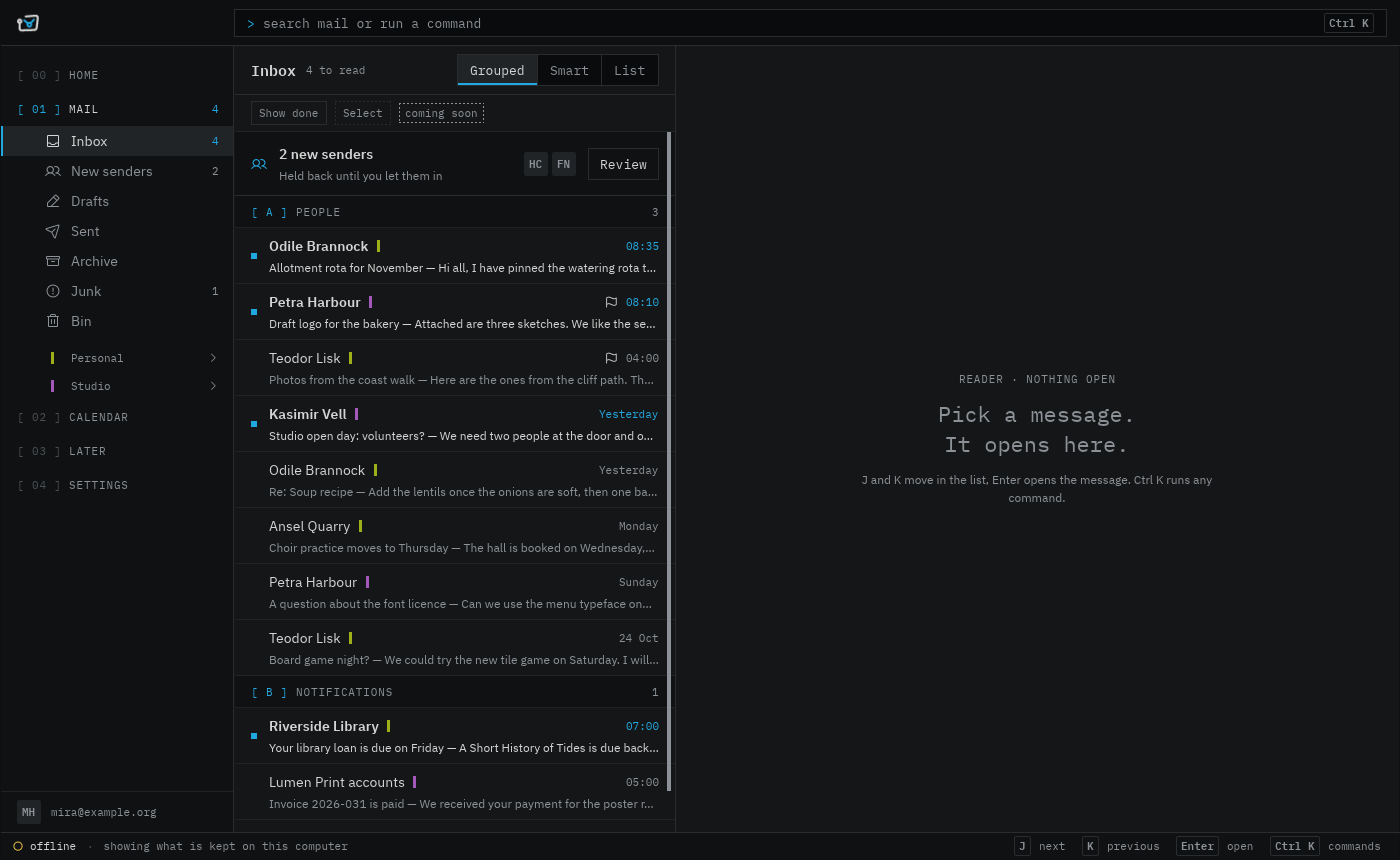 > search mail or run a command Ctrl K
[ 00 ] HOME
[ 01 ] MAIL 4
Inbox 4
New senders 2
Drafts
Sent
Archive
Junk 1
Bin
Personal
Studio
[ 02 ] CALENDAR
[ 03 ] LATER
[ 04 ] SETTINGS
MH mira@example.org
Inbox 4 to read Grouped Smart List
Show done Select coming soon
2 new senders
Held back until you let them in
HC FN Review
[ A ] PEOPLE 3
Odile Brannock 08:35
Allotment rota for November — Hi all, I have pinned the watering rota t...
Petra Harbour 08:10
Draft logo for the bakery — Attached are three sketches. We like the se...
Teodor Lisk 04:00
Photos from the coast walk — Here are the ones from the cliff path. Th...
Kasimir Vell Yesterday
Studio open day: volunteers? — We need two people at the door and o...
Odile Brannock Yesterday
Re: Soup recipe — Add the lentils once the onions are soft, then one ba...
Ansel Quarry Monday
Choir practice moves to Thursday — The hall is booked on Wednesday,...
Petra Harbour Sunday
A question about the font licence — Can we use the menu typeface on...
Teodor Lisk 24 Oct
Board game night? — We could try the new tile game on Saturday. I will...
[ B ] NOTIFICATIONS 1
Riverside Library 07:00
Your library loan is due on Friday — A Short History of Tides is due back...
Lumen Print accounts 05:00
Invoice 2026-031 is paid — We received your payment for the poster r...
READER · NOTHING OPEN
Pick a message.
It opens here.
J and K move in the list, Enter opens the message. Ctrl K runs any
command.
offline · showing what is kept on this computer
J next K previous Enter open Ctrl K commands